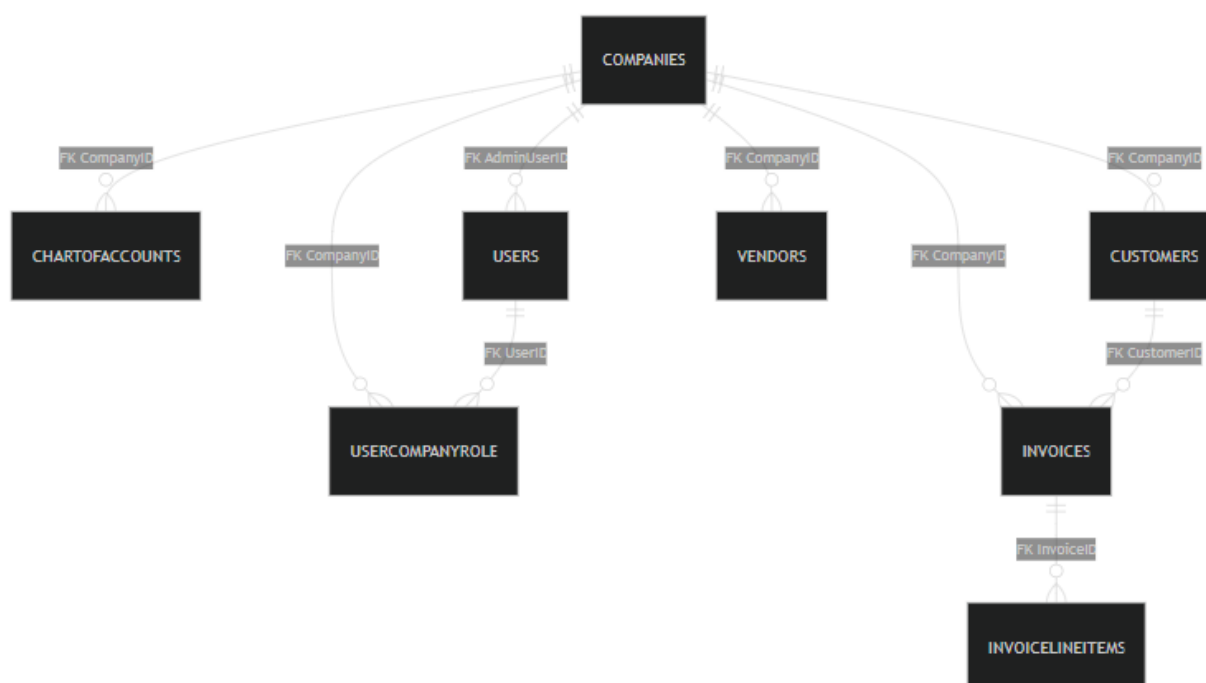 COMPANIES
FK CompanyID
FK AdminUserID
FK CompanyID
FK CompanyID
CHARTOFACCOUNTS
FK CompanyID
USERS
VENDORS
FK CompanyID
CUSTOMERS
FK UserID
FK CustomerID
USERCOMPANYROLE
INVOICES
FK InvoiceID
INVOICELINEITEMS